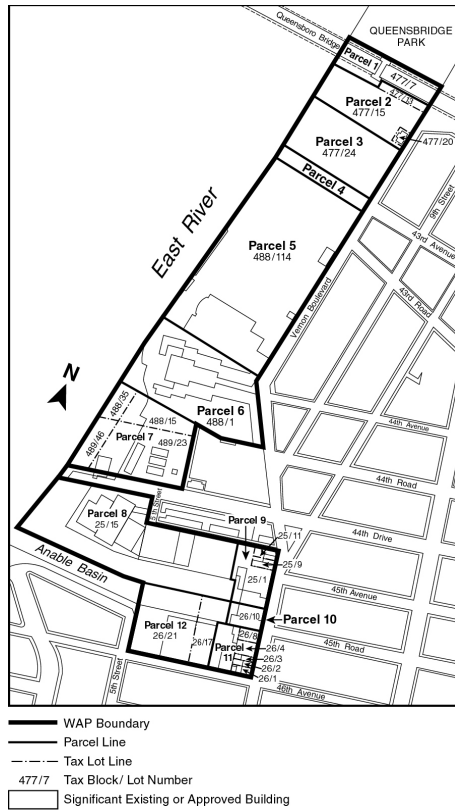 Queensboro Bridge
QUEENSBRIDGE
PARK
Parcel 1
477/7
477/13
Parcel 2
477/15
477/20
Parcel 3
477/24
Parcel 4
9th Street
43rd Avenue
East River
Parcel 5
488/114
Vernon Boulevard
43rd Road
N
Parcel 6
488/1
44th Avenue
488/35
488/15
489/46
Parcel 7
489/23
44th Road
5th Street
Parcel 8
25/15
Parcel 9
44th Drive
25/11
25/9
25/1
Anable Basin
45th Avenue
26/10
Parcel 10
Parcel 12
26/21
26/17
26/8
Parcel
11
45th Road
26/4
26/3
26/2
26/1
5th Street
46th Avenue
WAP Boundary
Parcel Line
Tax Lot Line
477/7 Tax Block/ Lot Number
Significant Existing or Approved Building